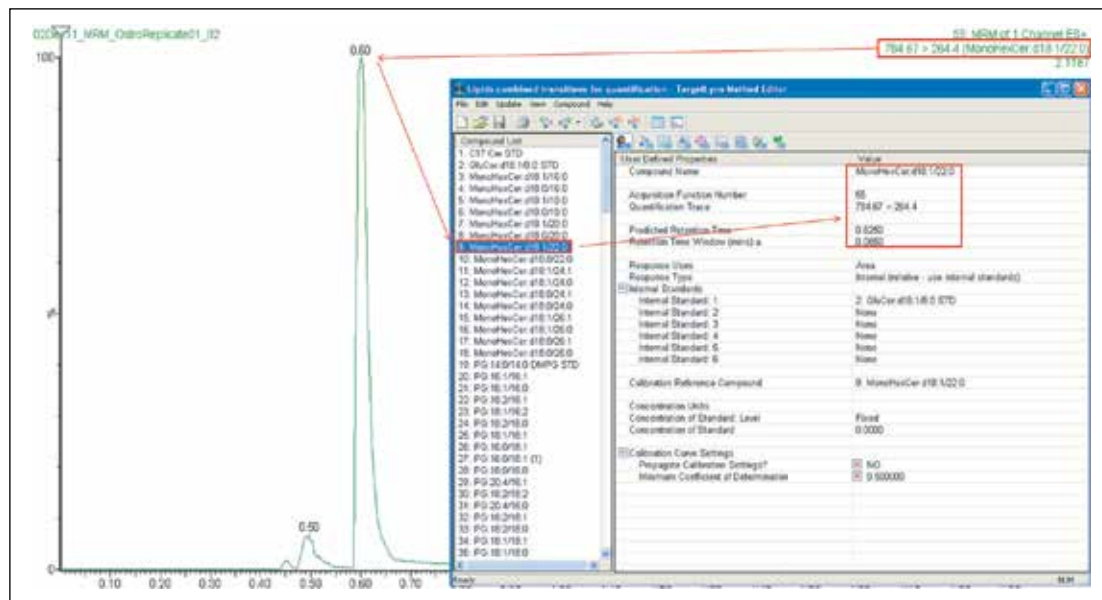 MRM_OstroReplicate01_02
MRM of 1 Channel ES+
784.67 > 264.4 (MonoHexCer.d18:1/22:0)
100
0.60
%
0.50
0
0.10 0.20 0.30 0.40 0.50 0.60 0.70
Lipids combined transitions for quantification - TargetLynx Method Editor
File Edit Update View Compound Help
Compound List
1: C17 Cer STD
2: GluCer.d18:1/8:0 STD
3: MonoHexCer.d18:1/16:0
4: MonoHexCer.d18:0/16:0
5: MonoHexCer.d18:1/18:0
6: MonoHexCer.d18:0/18:0
7: MonoHexCer.d18:1/20:0
8: MonoHexCer.d18:0/20:0
9: MonoHexCer.d18:1/22:0
10: MonoHexCer.d18:0/22:0
11: MonoHexCer.d18:1/24:1
12: MonoHexCer.d18:1/24:0
13: MonoHexCer.d18:0/24:1
14: MonoHexCer.d18:0/24:0
15: MonoHexCer.d18:1/26:1
16: MonoHexCer.d18:1/26:0
17: MonoHexCer.d18:0/26:1
18: MonoHexCer.d18:0/26:0
19: PG.14:0/14:0 DMPG STD
20: PG.16:1/16:1
21: PG.16:1/16:0
22: PG.18:2/16:1
23: PG.18:1/16:2
24: PG.18:2/16:0
25: PG.18:1/16:1
26: PG.16:0/18:1
27: PG.16:0/18:1 (1)
28: PG.18:0/16:0
29: PG.20:4/16:1
30: PG.18:2/18:2
31: PG.20:4/16:0
32: PG.18:2/18:1
33: PG.18:2/18:0
34: PG.18:1/18:1
35: PG.18:1/18:0
User Defined Properties Value
Compound Name MonoHexCer.d18:1/22:0
Acquisition Function Number
Quantification Trace 784.67 > 264.4
Predicted Retention Time 0.6250
Retention Time Window (mins) ± 0.0650
Response Uses Area
Response Type Internal (relative - use internal standards)
Internal Standards
Internal Standard: 1 2: GluCer.d18:1/8:0 STD
Internal Standard: 2 None
Internal Standard: 3 None
Internal Standard: 4 None
Internal Standard: 5 None
Internal Standard: 6 None
Calibration Reference Compound 9: MonoHexCer.d18:1/22:0
Concentration Units
Concentration of Standard: Level Fixed
Concentration of Standard 0.0000
Calibration Curve Settings
Propagate Calibration Settings? NO
Minimum Coefficient of Determination 0.500000
Ready
NUM